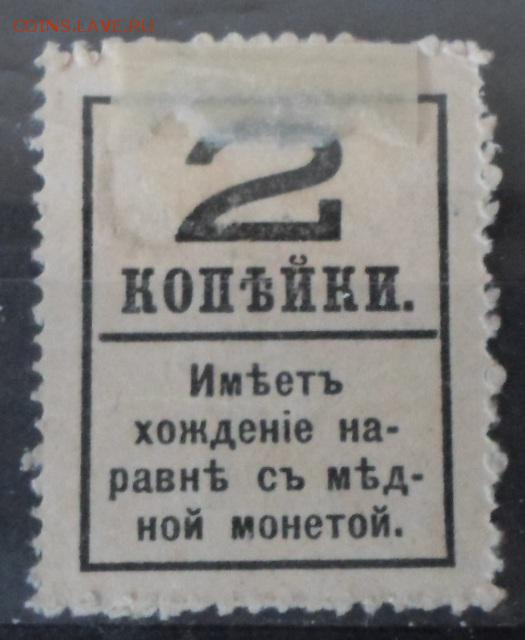 COINS.LAVE.RU
2
КОПѢЙКИ.
Имѣетъ
хожденіе на-
равнѣ съ мѣд-
ной монетой.